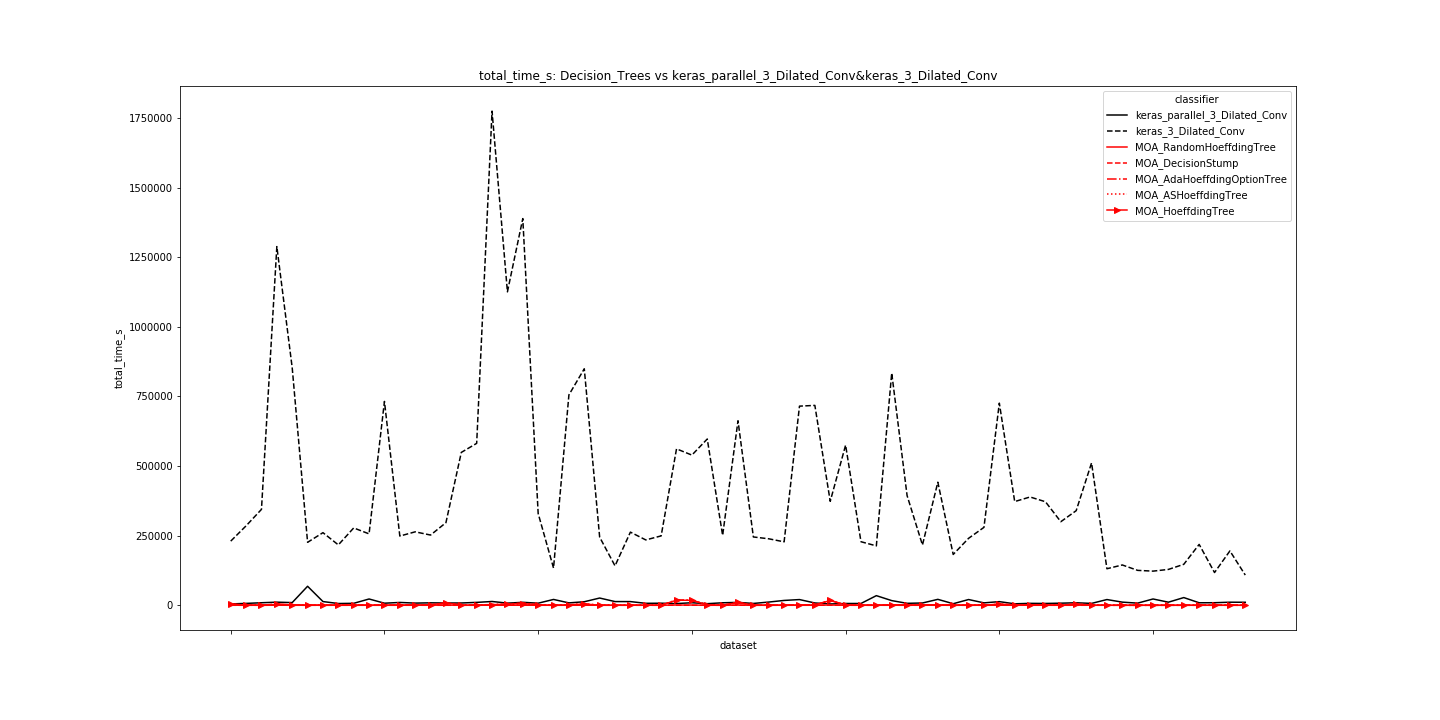 total_time_s: Decision_Trees vs keras_parallel_3_Dilated_Conv&keras_3_Dilated_Conv
classifier
keras_parallel_3_Dilated_Conv
keras_3_Dilated_Conv
MOA_RandomHoeffdingTree
MOA_DecisionStump
MOA_AdaHoeffdingOptionTree
MOA_ASHoeffdingTree
MOA_HoeffdingTree
total_time_s
1750000
1500000
1250000
1000000
750000
500000
250000
0
dataset